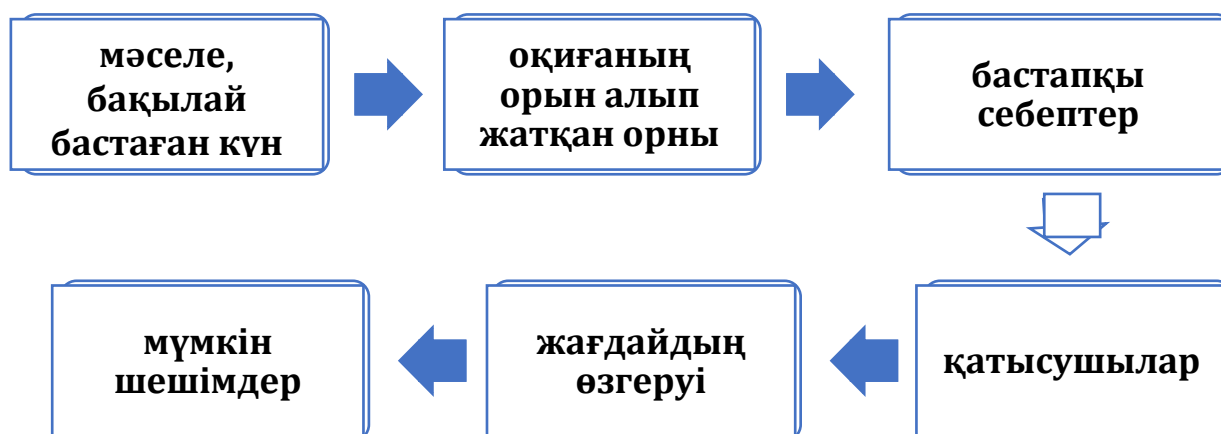 мәселе,
бақылай
бастаған күн
оқиғаның
орын алып
жатқан орны
бастапқы
себептер
қатысушылар
жағдайдың
өзгеруі
мүмкін
шешімдер